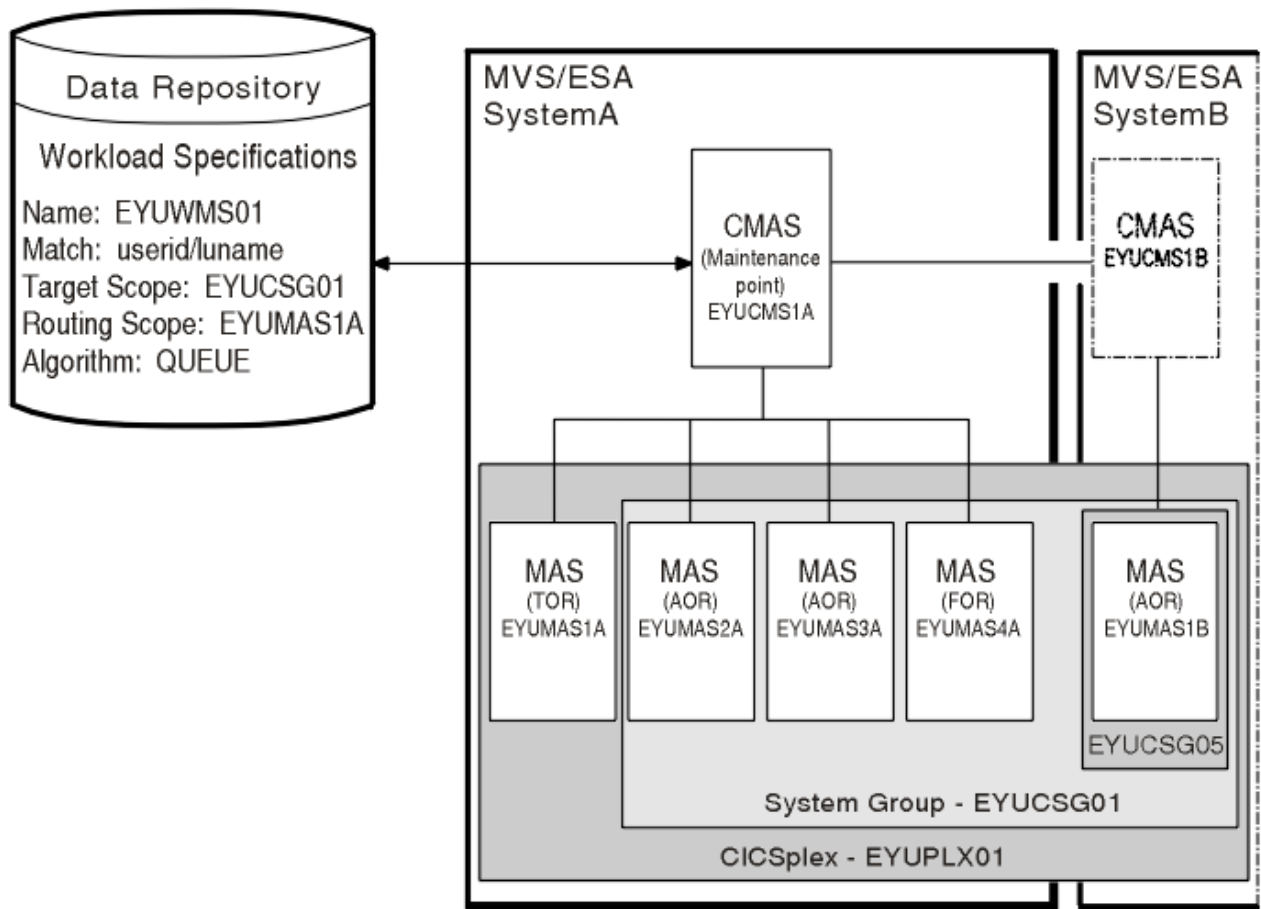 Data Repository
Workload Specifications
Name: EYUWMS01
Match: userid/luname
Target Scope: EYUCSG01
Routing Scope: EYUMAS1A
Algorithm: QUEUE
MVS/ESA
SystemA
CMAS
(Maintenance
point)
EYUCMS1A
MVS/ESA
SystemB
CMAS
EYUCMS1B
MAS
(TOR)
EYUMAS1A
MAS
(AOR)
EYUMAS2A
MAS
(AOR)
EYUMAS3A
MAS
(FOR)
EYUMAS4A
MAS
(AOR)
EYUMAS1B
EYUCSG05
System Group - EYUCSG01
CICSplex - EYUPLX01